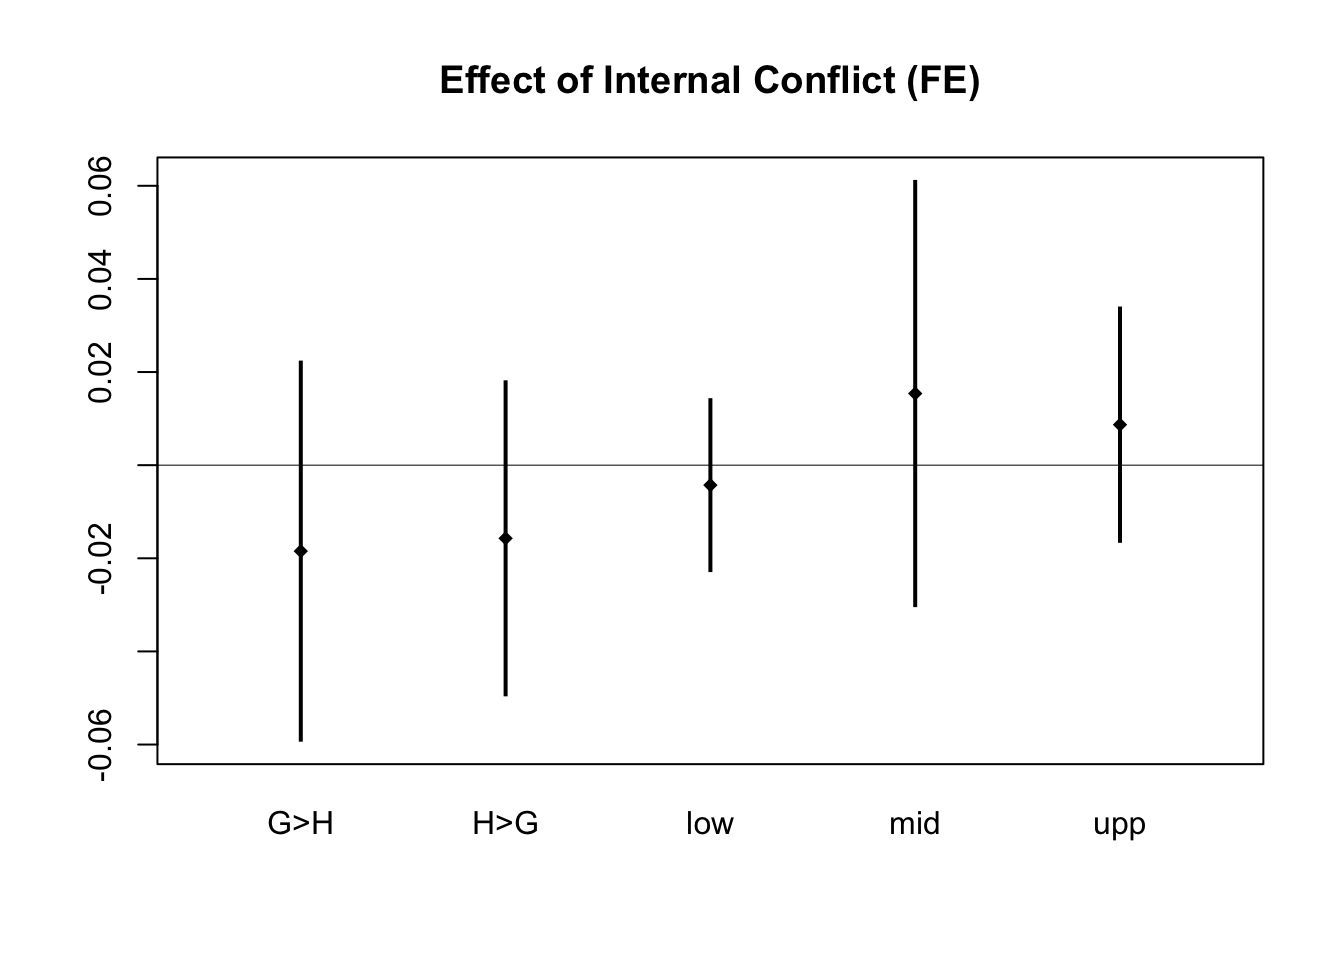 Effect of Internal Conflict (FE)
0.06
0.04
0.02
-0.02
-0.06
G>H H>G low mid upp